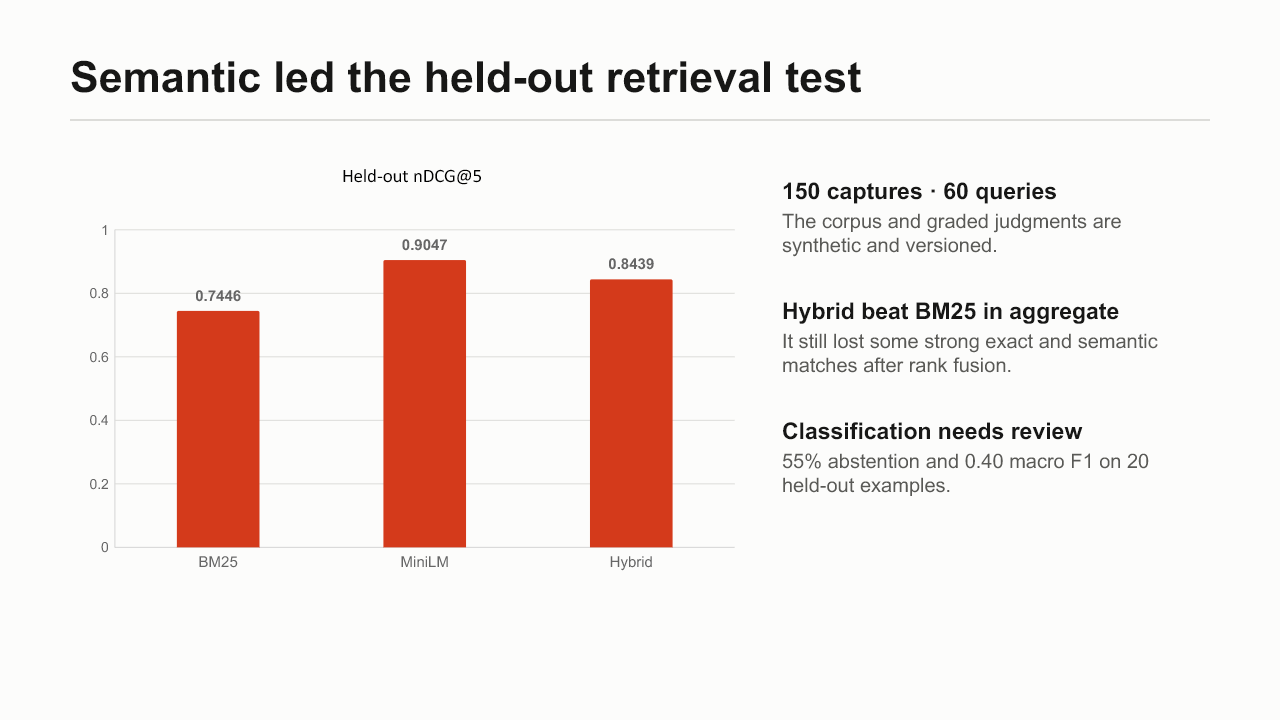 Semantic led the held-out retrieval test
Held-out nDCG@5
1
0.8
0.6
0.4
0.2
0
0.7446
0.9047
0.8439
BM25
MiniLM
Hybrid
150 captures · 60 queries
The corpus and graded judgments are
synthetic and versioned.
Hybrid beat BM25 in aggregate
It still lost some strong exact and semantic
matches after rank fusion.
Classification needs review
55% abstention and 0.40 macro F1 on 20
held-out examples.